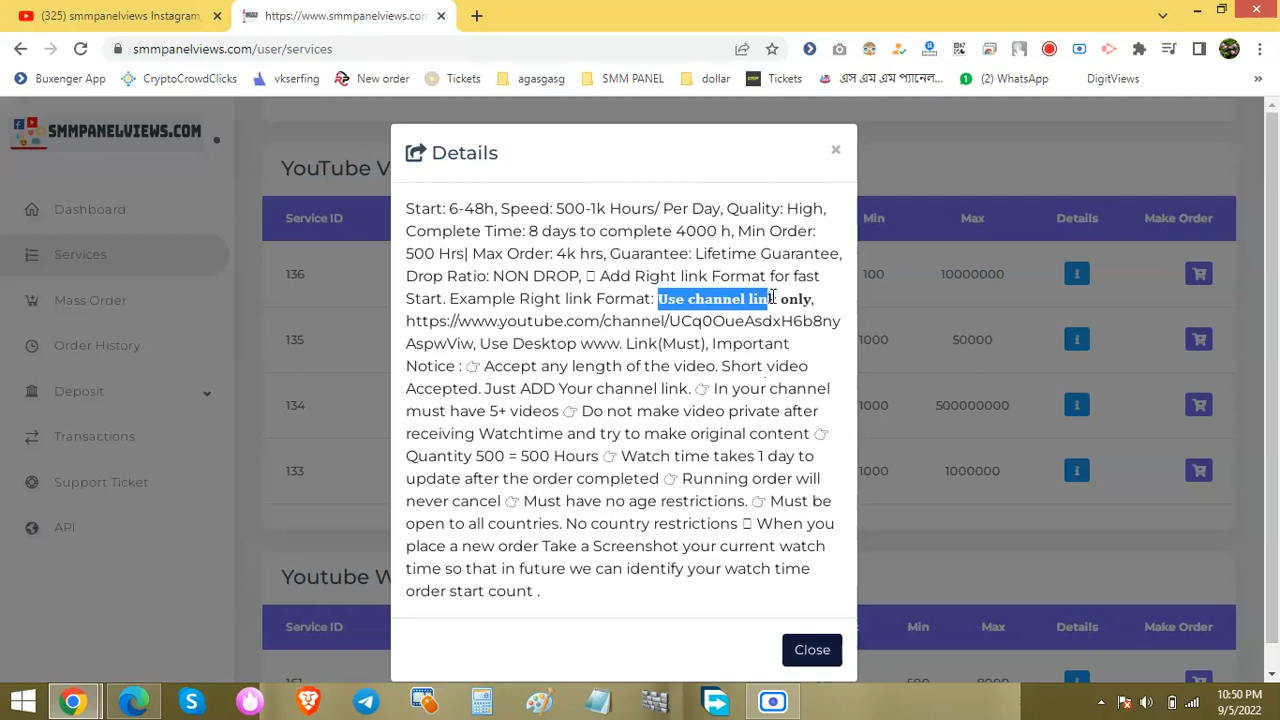 (325) smmpanelviews Instagram
https://www.smmpanelviews.com
smmpanelviews.com/user/services
Buxenger App
CryptoCrowdClicks
vkserfing
New order
Tickets
agasgasg
SMM PANEL
dollar
Tickets
এস এম এম প্যানেল...
(2) WhatsApp
DigitViews
»
SMMPANELVIEWS.COM
Dashboard
Services
Mass Order
Order History
Deposit
Transactions
Support Ticket
API
YouTube V
Service ID
Min
Max
Details
Make Order
136
100
10000000
135
1000
50000
134
1000
500000000
133
1000
1000000
Youtube W
Service ID
Min
Max
Details
Make Order
Details
×
Start: 6-48h, Speed: 500-1k Hours/ Per Day, Quality: High,
Complete Time: 8 days to complete 4000 h, Min Order:
500 Hrs| Max Order: 4k hrs, Guarantee: Lifetime Guarantee,
Drop Ratio: NON DROP, Add Right link Format for fast
Start. Example Right link Format: Use channel link only,
https://www.youtube.com/channel/UCq0OueAsdxH6b8ny
AspwViw, Use Desktop www. Link(Must), Important
Notice : 👉 Accept any length of the video. Short video
Accepted. Just ADD Your channel link. 👉 In your channel
must have 5+ videos 👉 Do not make video private after
receiving Watchtime and try to make original content 👉
Quantity 500 = 500 Hours 👉 Watch time takes 1 day to
update after the order completed 👉 Running order will
never cancel 👉 Must have no age restrictions. 👉 Must be
open to all countries. No country restrictions When you
place a new order Take a Screenshot your current watch
time so that in future we can identify your watch time
order start count .
Close
10:50 PM
9/5/2022